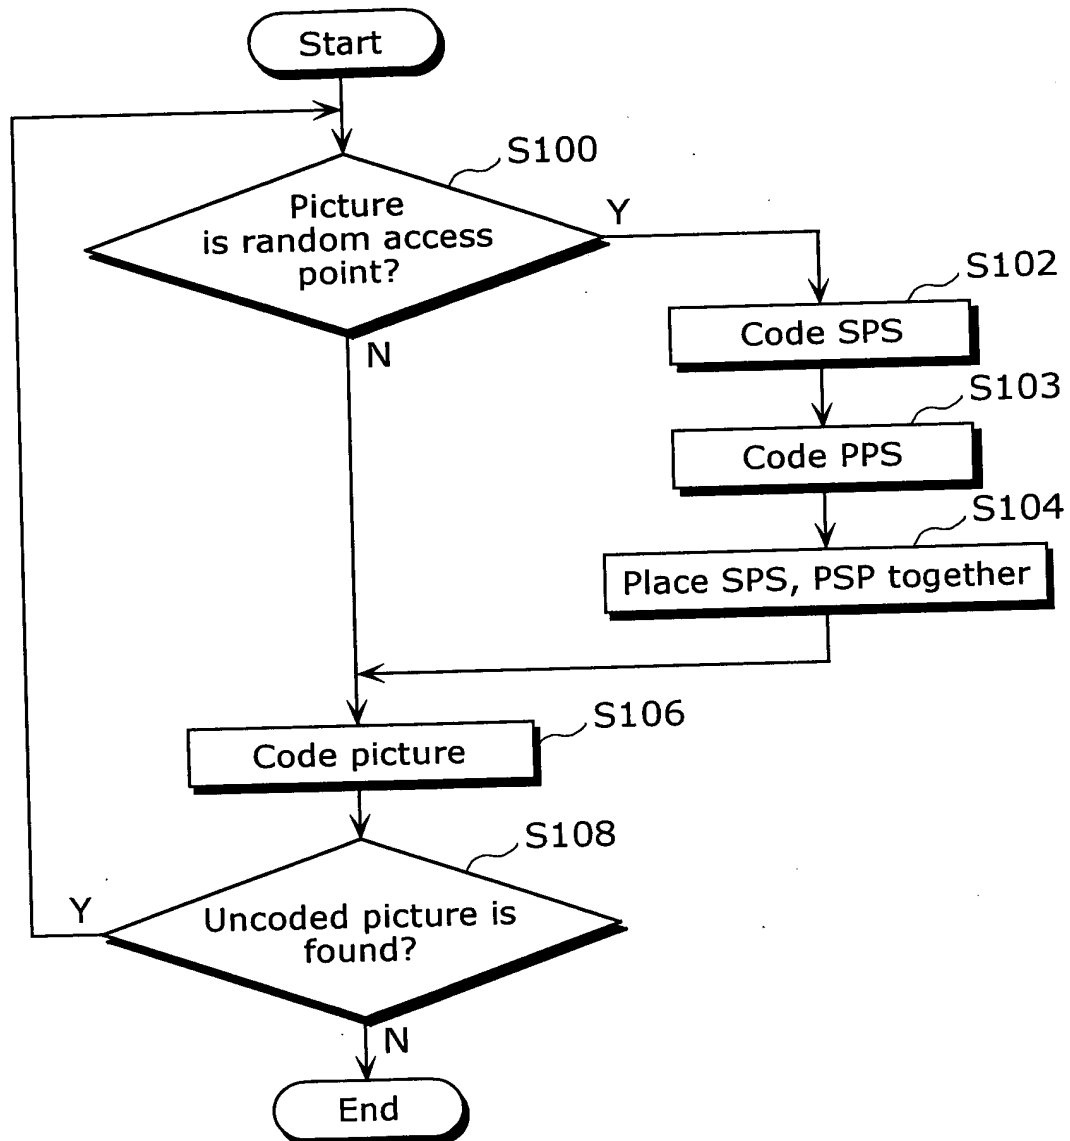 Start
S100
Picture
is random access
point?
Y
N
S102
Code SPS
S103
Code PPS
S104
Place SPS, PSP together
S106
Code picture
S108
Uncoded picture is
found?
Y
N
End